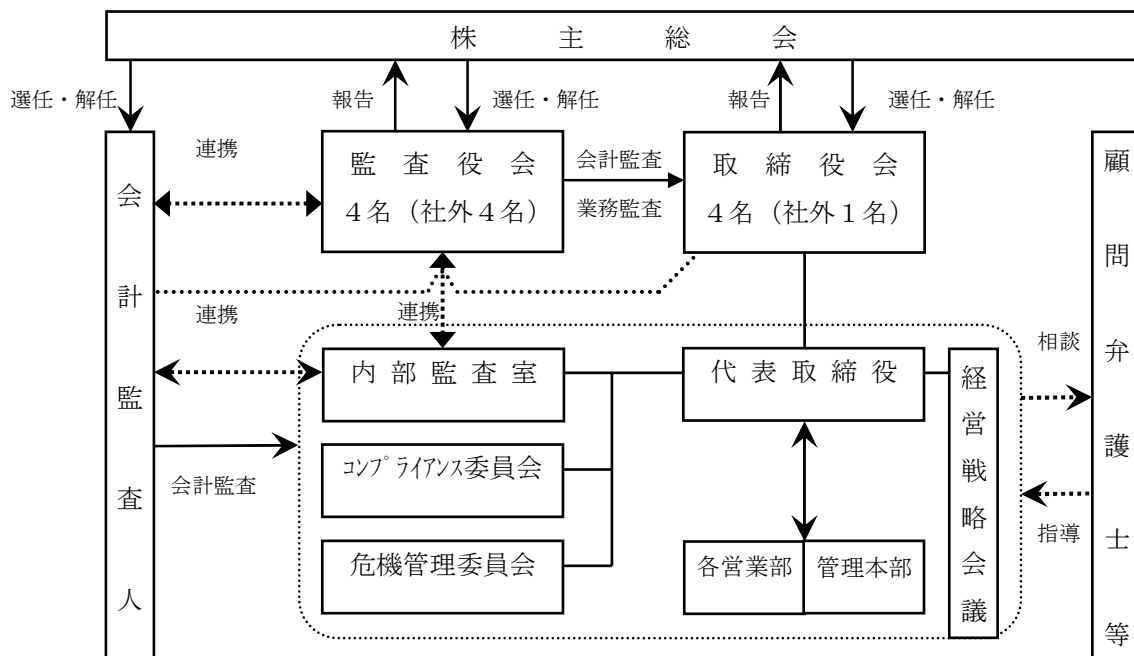 株主総会
選任・解任
報告
選任・解任
報告
選任・解任
会計監査人
連携
監査役会
4名（社外4名）
会計監査
業務監査
取締役会
4名（社外1名）
顧問弁護士等
連携
連携
内部監査室
代表取締役
経営戦略会議
相談
会計監査
コンプライアンス委員会
指導
危機管理委員会
各営業部
管理本部